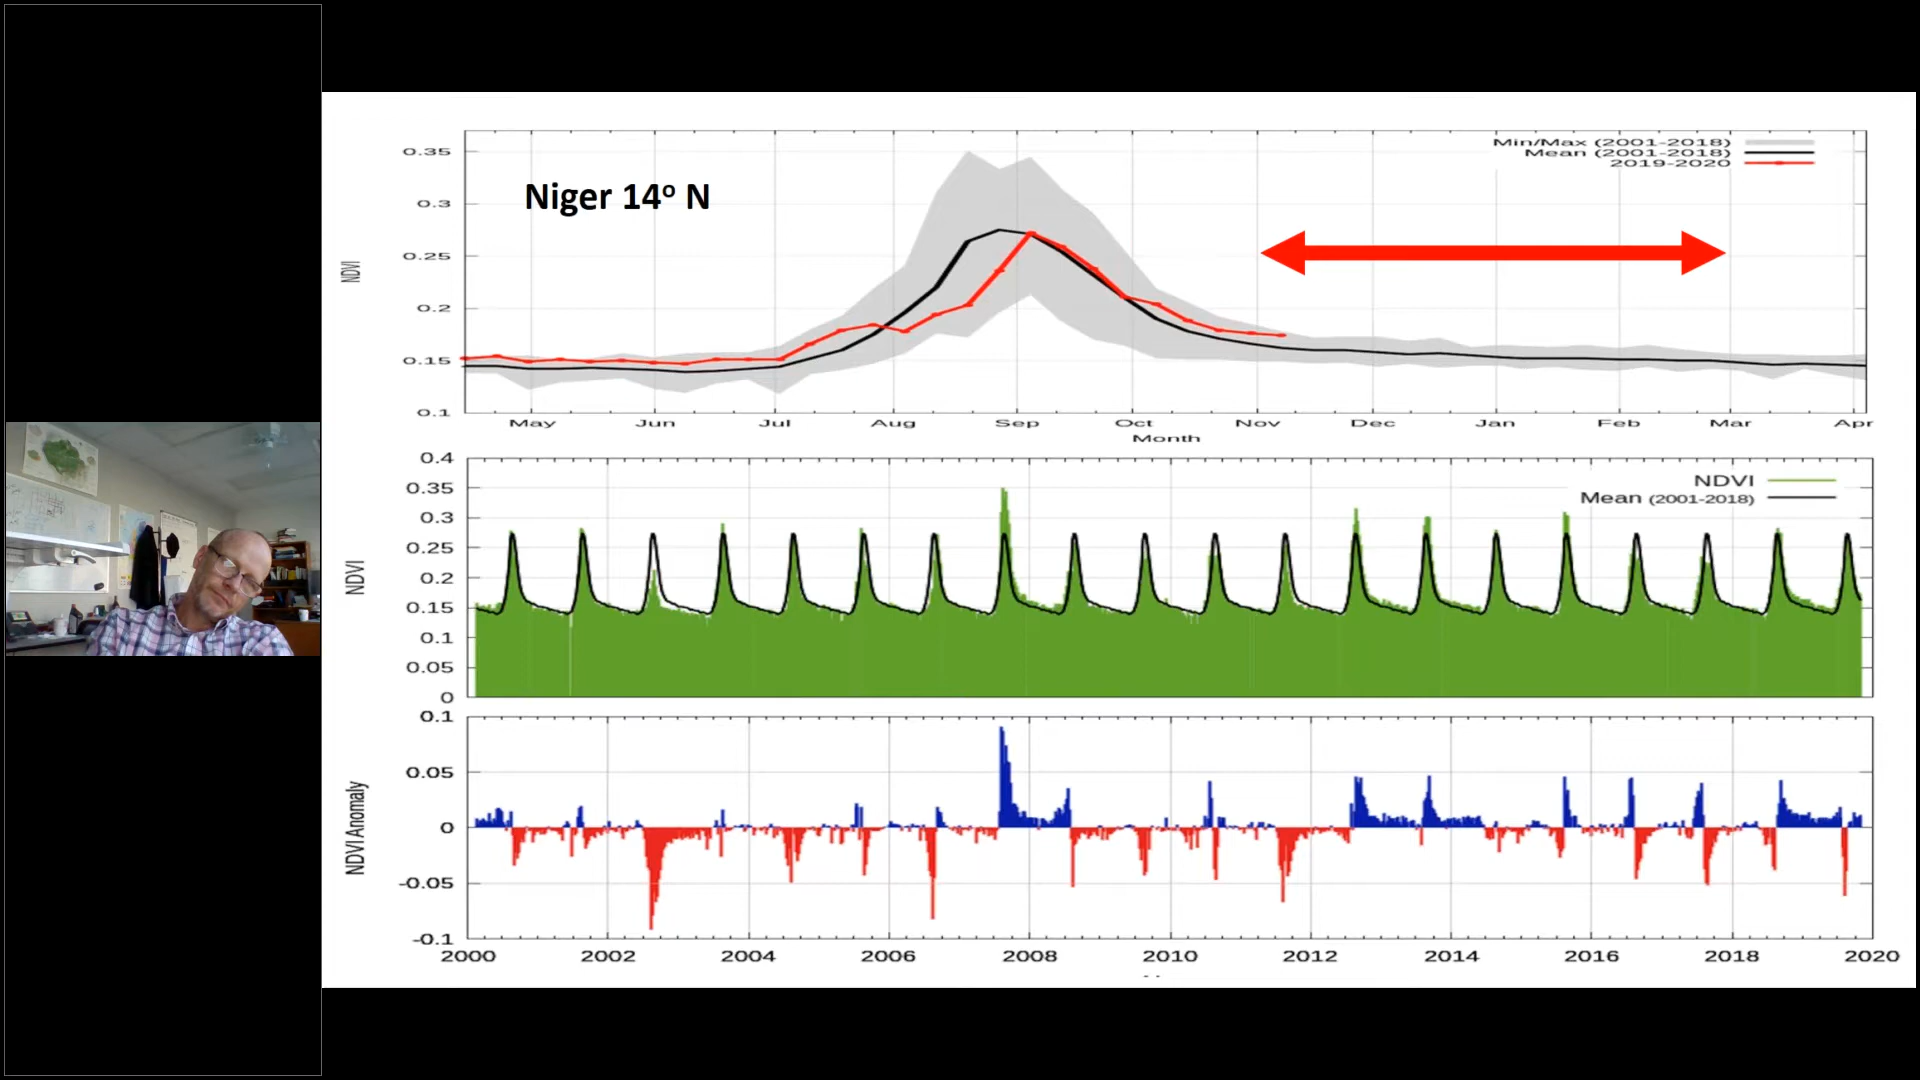 Min/Max (2001-2018)
Mean (2001-2018)
2019-2020
Niger 14º N
NDVI
0.35
0.3
0.25
0.2
0.15
0.1
May Jun Jul Aug Sep Oct Nov Dec Jan Feb Mar Apr
Month
NDVI
Mean (2001-2018)
NDVI
0.4
0.35
0.3
0.25
0.2
0.15
0.1
0.05
0
NDVI Anomaly
0.1
0.05
0
-0.05
-0.1
2000 2002 2004 2006 2008 2010 2012 2014 2016 2018 2020